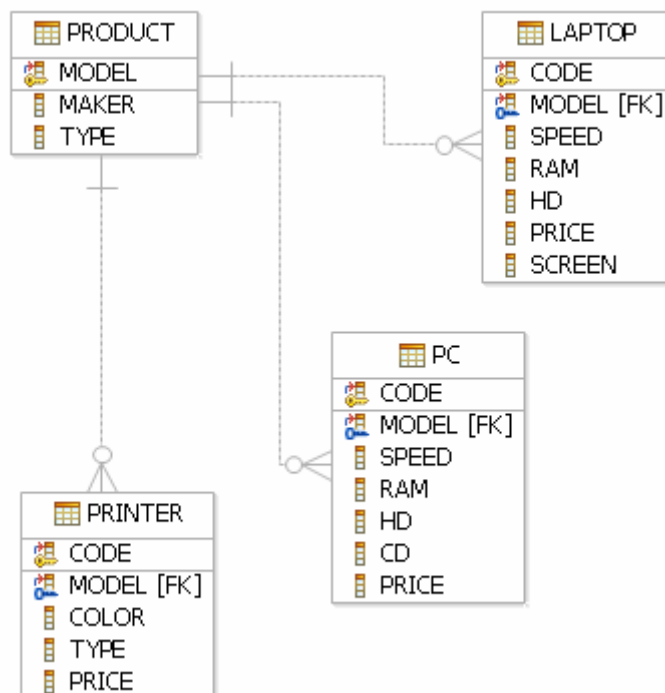 PRODUCT
MODEL
MAKER
TYPE
LAPTOP
CODE
MODEL [FK]
SPEED
RAM
HD
PRICE
SCREEN
PC
CODE
MODEL [FK]
SPEED
RAM
HD
CD
PRICE
PRINTER
CODE
MODEL [FK]
COLOR
TYPE
PRICE